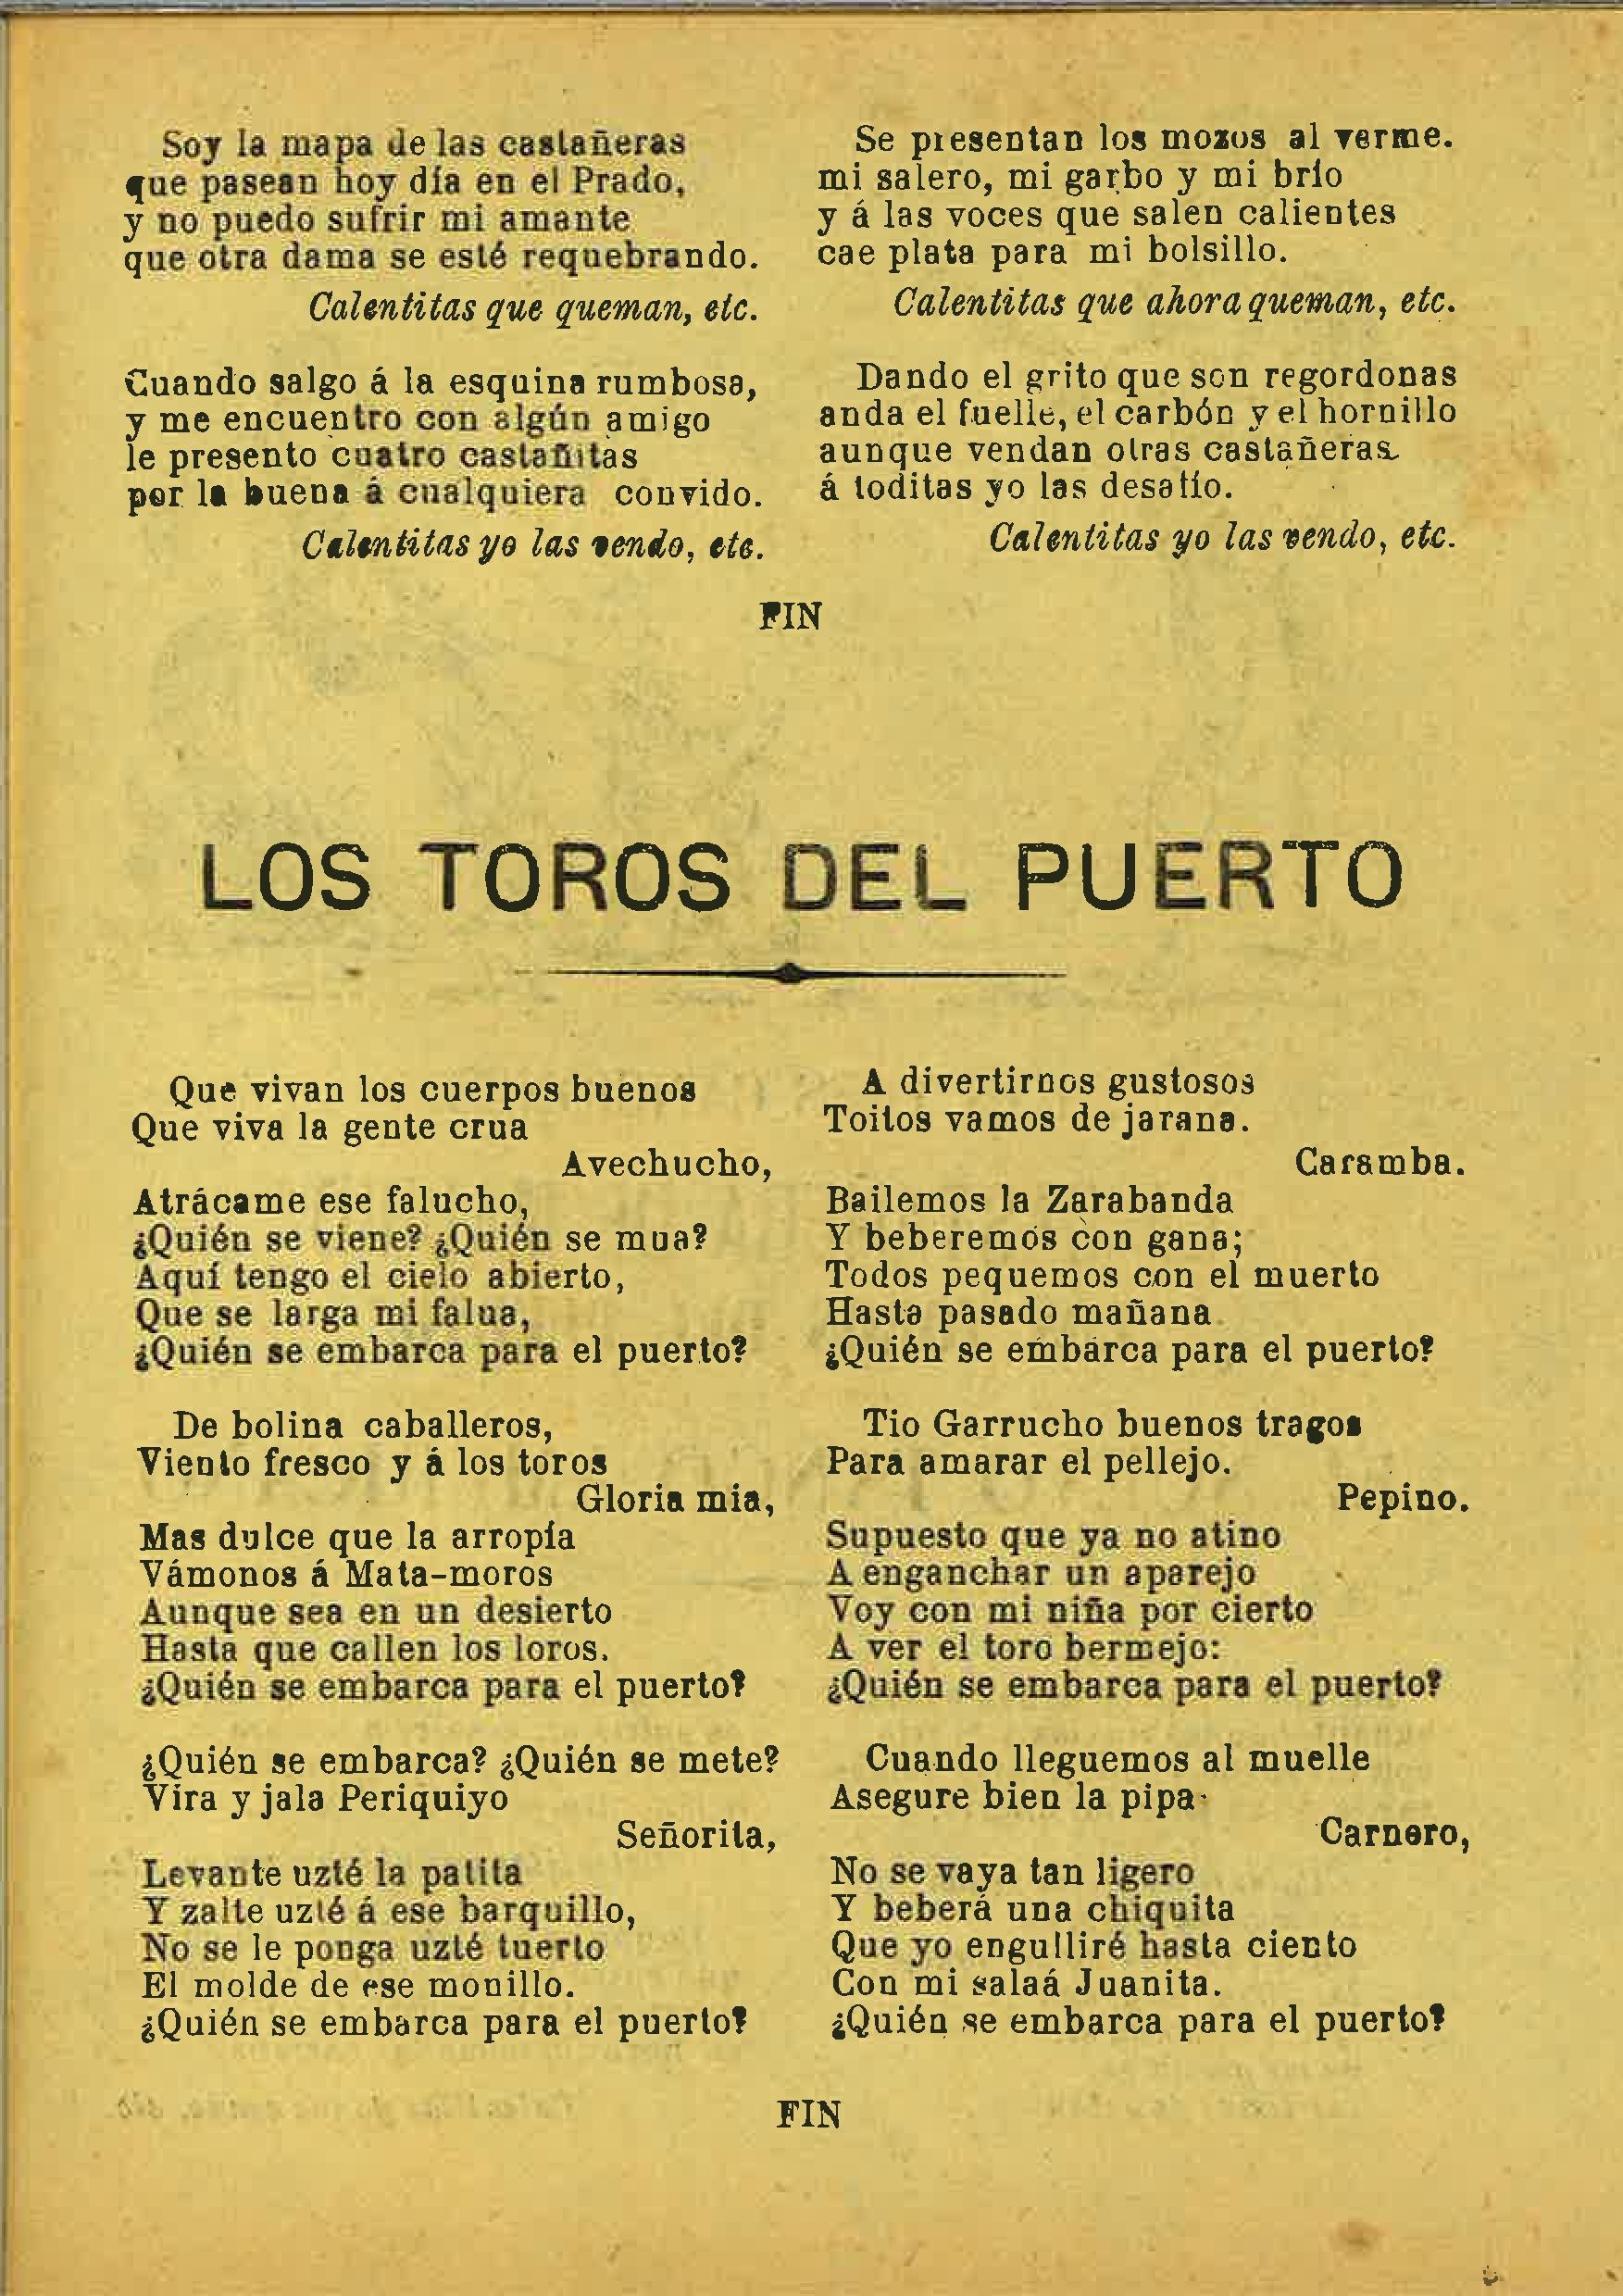 Soy la mapa de las castañeras
que pasean hoy día en el Prado,
y no puedo sufrir mi amante
que otra dama se esté requebrando.
Calentitas que queman, etc.
Cuando salgo á la esquina rumbosa,
y me encuentro con algún amigo
le presento cuatro castañitas
por la buena á cualquiera convido.
Calentitas yo las vendo, etc.
Se presentan los mozos al verme.
mi salero, mi garbo y mi brío
y á las voces que salen calientes
cae plata para mi bolsillo.
Calentitas que ahora queman, etc.
Dando el grito que son regordonas
anda el fuelle, el carbón y el hornillo
aunque vendan otras castañeras
á toditas yo las desafío.
Calentitas yo las vendo, etc.
FIN
LOS TOROS DEL PUERTO
Que vivan los cuerpos buenos
Que viva la gente crua
Avechucho,
Atrácame ese falucho,
¿Quién se viene? ¿Quién se mua?
Aquí tengo el cielo abierto,
Que se larga mi falua,
¿Quién se embarca para el puerto?
De bolina caballeros,
Viento fresco y á los toros
Gloria mia,
Mas dulce que la arropía
Vámonos á Mata-moros
Aunque sea en un desierto
Hasta que callen los loros.
¿Quién se embarca para el puerto?
¿Quién se embarca? ¿Quién se mete?
Vira y jala Periquiyo
Señorita,
Levante uzté la patita
Y zalte uzté á ese barquillo,
No se le ponga uzté tuerto
El molde de ese monillo.
¿Quién se embarca para el puerto?
A divertirnos gustosos
Toitos vamos de jarana.
Caramba.
Bailemos la Zarabanda
Y beberemos con gana;
Todos pequemos con el muerto
Hasta pasado mañana
¿Quién se embarca para el puerto?
Tio Garrucho buenos tragos
Para amarar el pellejo.
Pepino.
Supuesto que ya no atino
A enganchar un aparejo
Voy con mi niña por cierto
A ver el toro bermejo:
¿Quién se embarca para el puerto?
Cuando lleguemos al muelle
Asegure bien la pipa
Carnero,
No se vaya tan ligero
Y beberá una chiquita
Que yo engulliré hasta ciento
Con mi salaá Juanita.
¿Quién se embarca para el puerto?
FIN